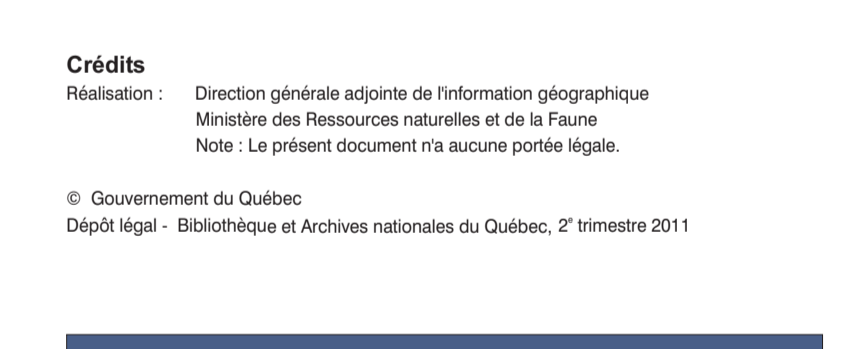 Crédits
Réalisation : Direction générale adjointe de l'information géographique
Ministère des Ressources naturelles et de la Faune
Note : Le présent document n'a aucune portée légale.
© Gouvernement du Québec
Dépôt légal - Bibliothèque et Archives nationales du Québec, 2e trimestre 2011